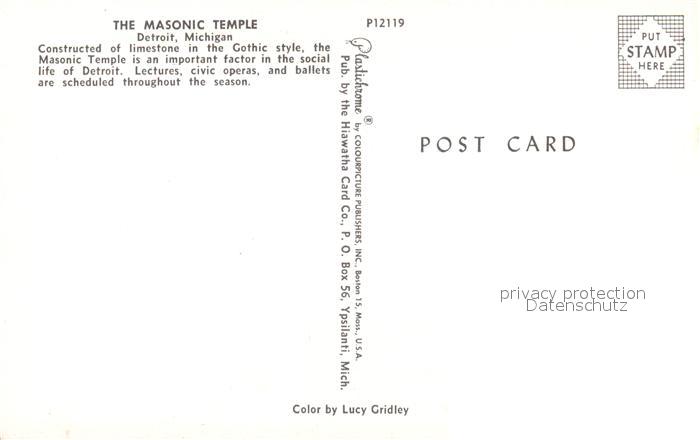 THE MASONIC TEMPLE
Detroit, Michigan
Constructed of limestone in the Gothic style, the
Masonic Temple is an important factor in the social
life of Detroit. Lectures, civic operas, and ballets
are scheduled throughout the season.
P12119
Plastichrome ® by COLOURPICTURE PUBLISHERS, INC., Boston 15, Mass., U.S.A.
Pub. by the Hiawatha Card Co., P. O. Box 56, Ypsilanti, Mich.
PUT
STAMP
HERE
POST CARD
privacy protection
Datenschutz
Color by Lucy Gridley